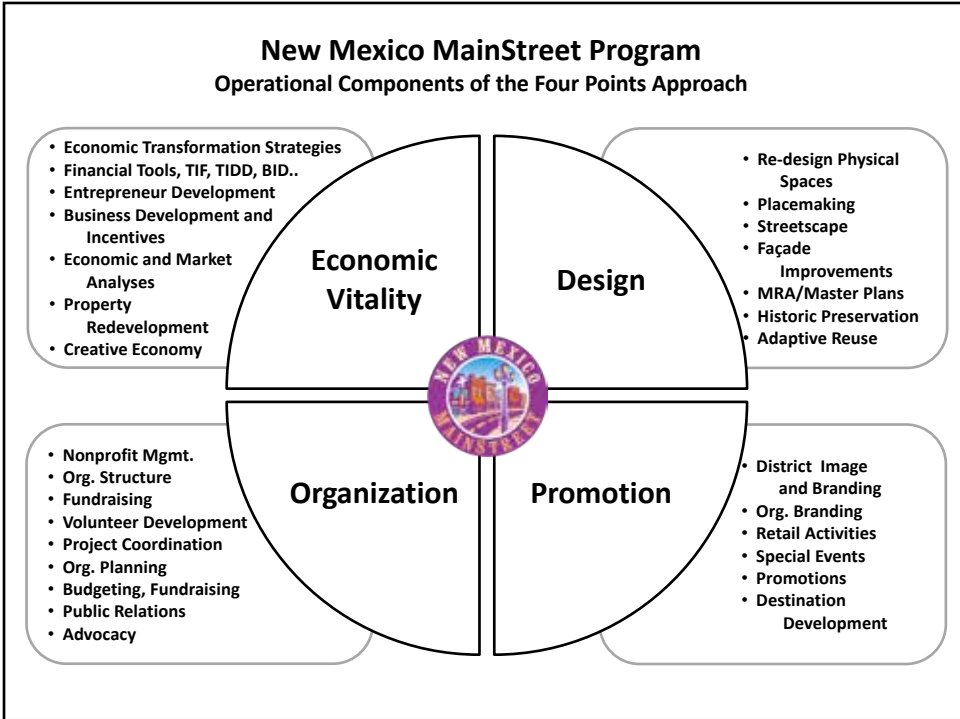 New Mexico MainStreet Program
Operational Components of the Four Points Approach
• Economic Transformation Strategies
• Financial Tools, TIF, TIDD, BID..
• Entrepreneur Development
• Business Development and
Incentives
• Economic and Market
Analyses
• Property
Redevelopment
• Creative Economy
Economic
Vitality
Design
• Re-design Physical
Spaces
• Placemaking
• Streetscape
• Façade
Improvements
• MRA/Master Plans
• Historic Preservation
• Adaptive Reuse
NEW MEXICO
MAINSTREET
• Nonprofit Mgmt.
• Org. Structure
• Fundraising
• Volunteer Development
• Project Coordination
• Org. Planning
• Budgeting, Fundraising
• Public Relations
• Advocacy
Organization
Promotion
• District Image
and Branding
• Org. Branding
• Retail Activities
• Special Events
• Promotions
• Destination
Development